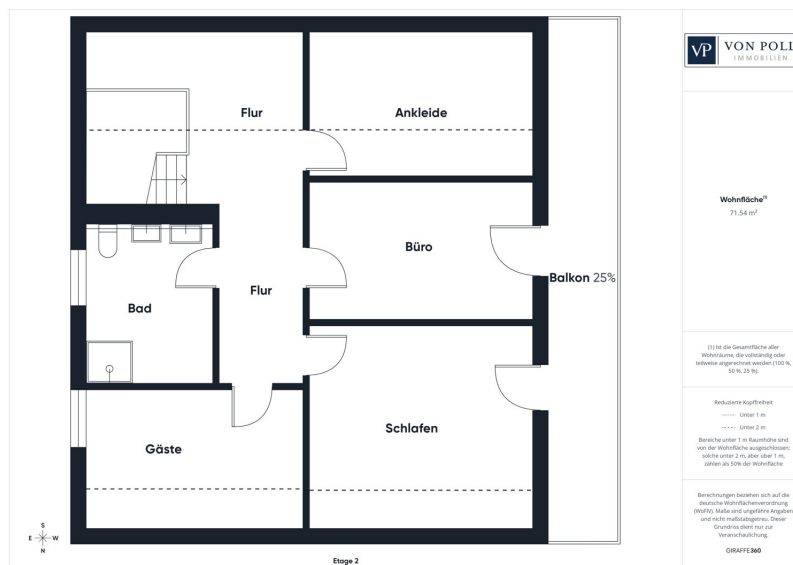 Flur
Ankleide
Büro
Balkon 25%
Flur
Bad
Schlafen
Gäste
S
E W
N
Etage 2
VP VON POLL
IMMOBILIEN
Wohnfläche(1)
71.54 m²
(1) Ist die Gesamtfläche aller
Wohnräume, die vollständig oder
teilweise angerechnet werden (100 %,
50 %, 25 %).
Reduzierte Kopffreiheit
Unter 1 m
Unter 2 m
Bereiche unter 1 m Raumhöhe sind
von der Wohnfläche ausgeschlossen;
solche unter 2 m, aber über 1 m,
zählen als 50% der Wohnfläche
Berechnungen beziehen sich auf die
deutsche Wohnflächenverordnung
(WoFlV). Maße sind ungefähre Angaben
und nicht maßstabsgetreu. Dieser
Grundriss dient nur zur
Veranschaulichung.
GIRAFFE360